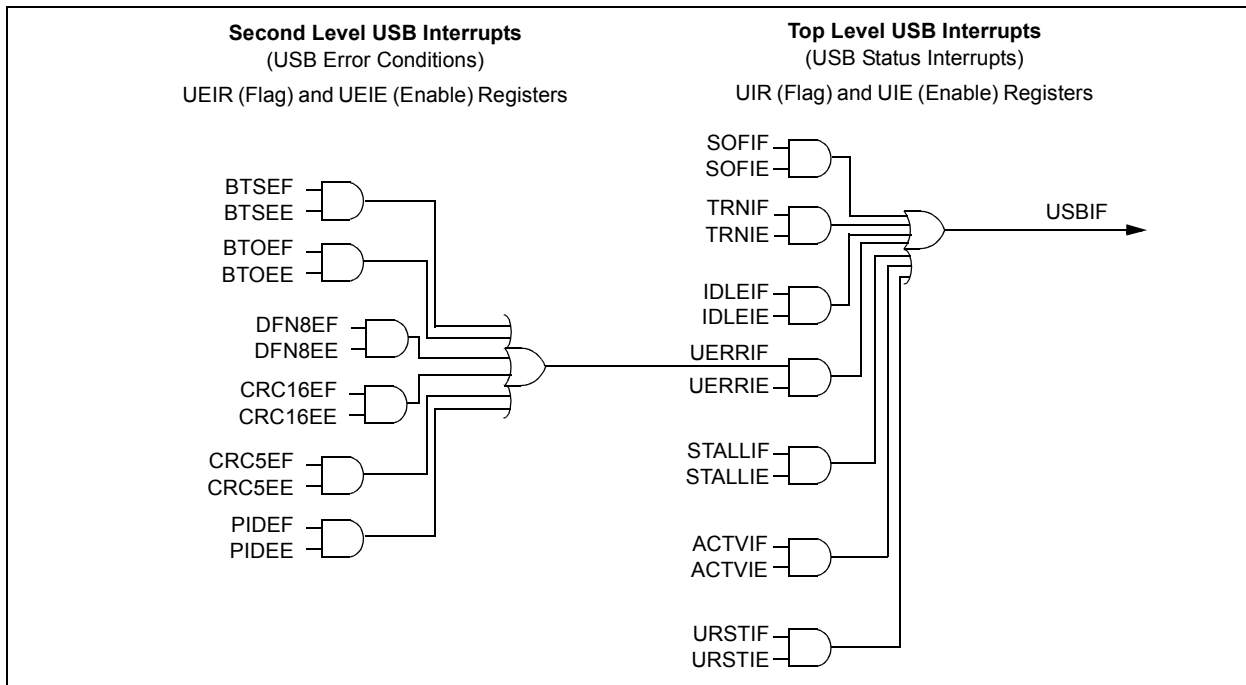 Second Level USB Interrupts
(USB Error Conditions)
UEIR (Flag) and UEIE (Enable) Registers
BTSEF
BTSEE
BTOEF
BTOEE
DFN8EF
DFN8EE
CRC16EF
CRC16EE
CRC5EF
CRC5EE
PIDEF
PIDEE
Top Level USB Interrupts
(USB Status Interrupts)
UIR (Flag) and UIE (Enable) Registers
SOFIF
SOFIE
TRNIF
TRNIE
IDLEIF
IDLEIE
UERRIF
UERRIE
STALLIF
STALLIE
ACTVIF
ACTVIE
URSTIF
URSTIE
USBIF